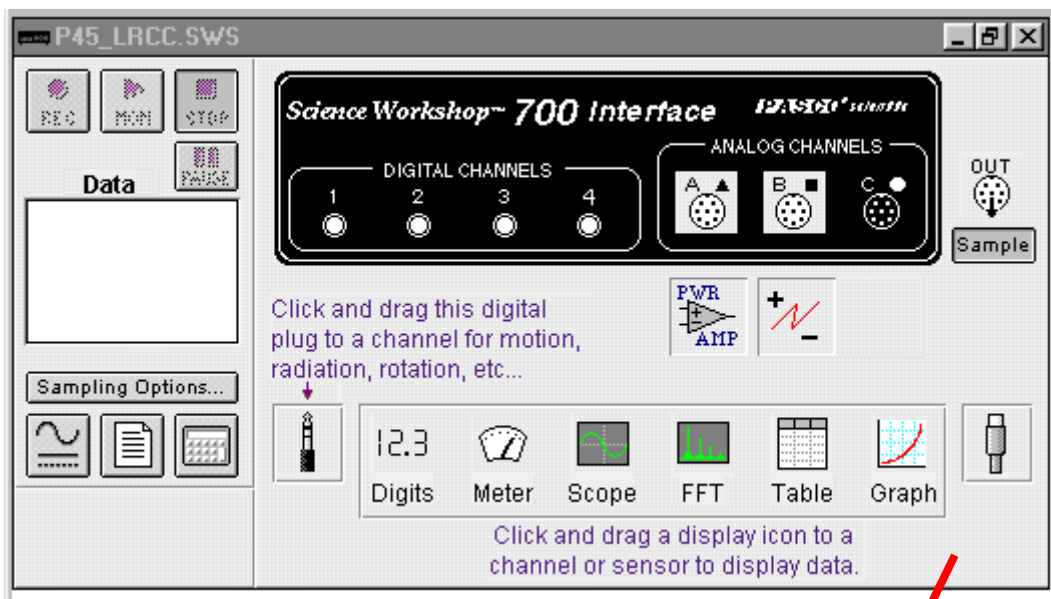 P45_LRCC.SWS
REC
MON
STOP
PAUSE
Data
Sampling Options...
Science Workshop™ 700 Interface
PASCO scientific
DIGITAL CHANNELS
1 2 3 4
ANALOG CHANNELS
A B C
OUT
Sample
PWR
AMP
+
−
Click and drag this digital
plug to a channel for motion,
radiation, rotation, etc...
12.3
Digits Meter Scope FFT Table Graph
Click and drag a display icon to a
channel or sensor to display data.